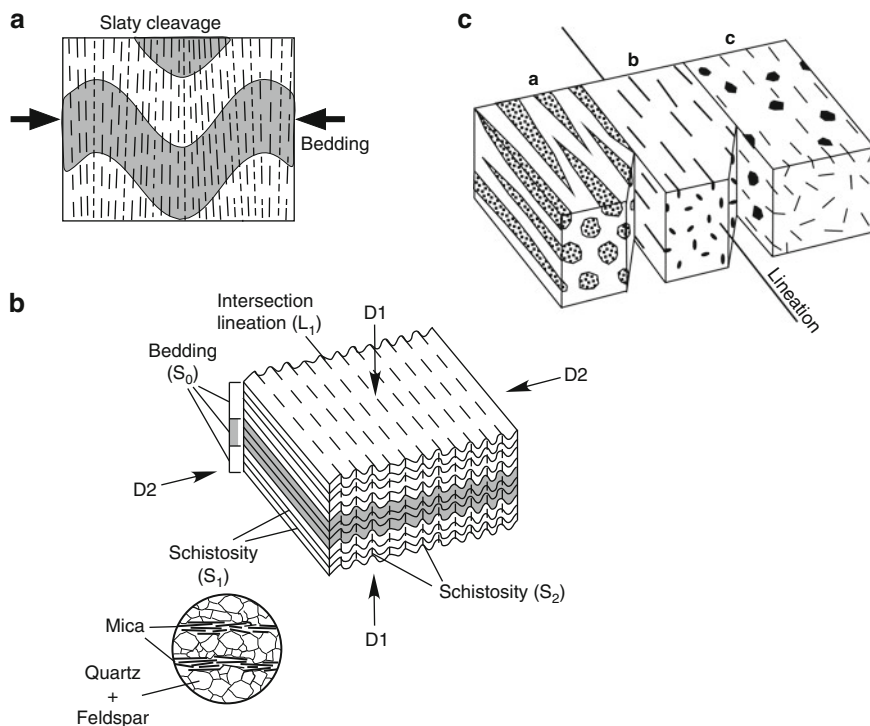 a
Slaty cleavage
Bedding
c
a
b
c
Lineation
b
Intersection
lineation (L₁)
D1
Bedding
(S₀)
D2
D2
Schistosity
(S₁)
Schistosity (S₂)
D1
Mica
Quartz
+
Feldspar